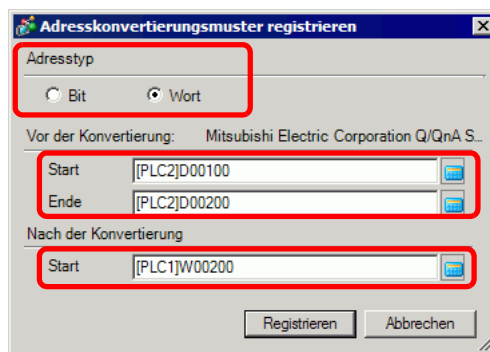 Adresskonvertierungsmuster registrieren
Adresstyp
Bit Wort
Vor der Konvertierung: Mitsubishi Electric Corporation Q/QnA S...
Start [PLC2]D00100
Ende [PLC2]D00200
Nach der Konvertierung
Start [PLC1]W00200
Registrieren Abbrechen